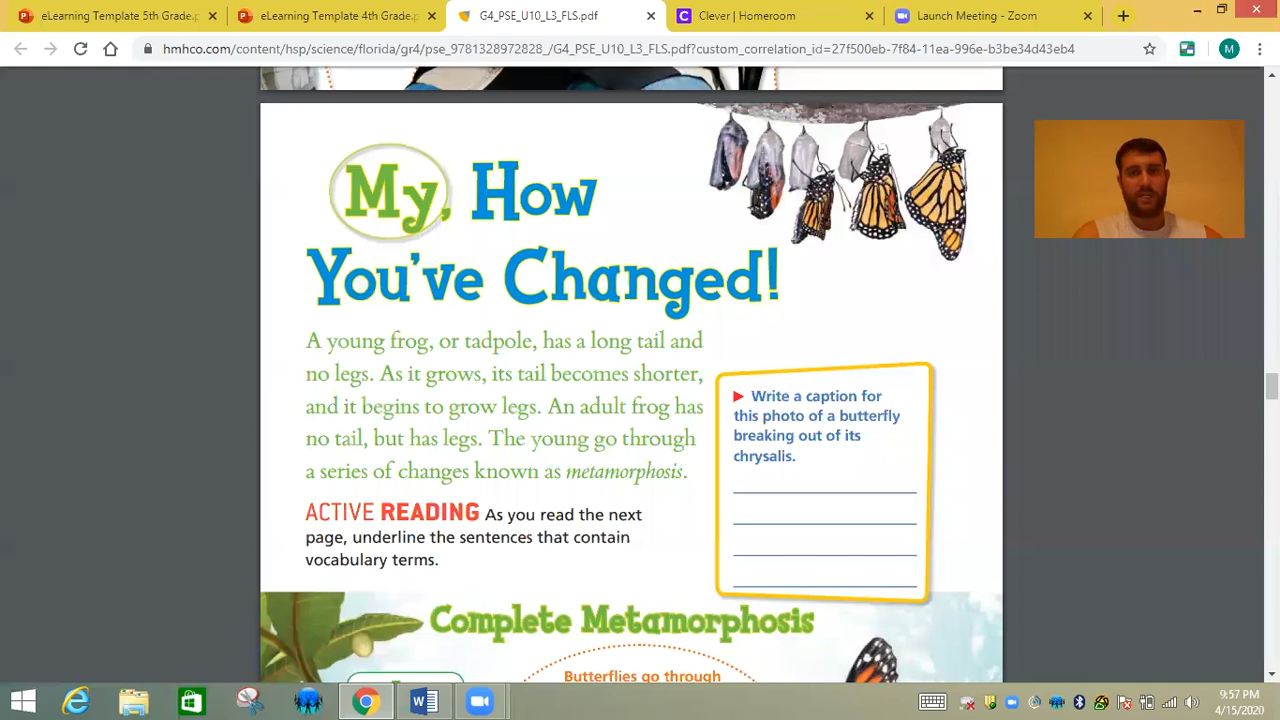 eLearning Template 5th Grade.p
eLearning Template 4th Grade.p
G4_PSE_U10_L3_FLS.pdf
Clever | Homeroom
Launch Meeting - Zoom
hmhco.com/content/hsp/science/florida/gr4/pse_9781328972828_/G4_PSE_U10_L3_FLS.pdf?custom_correlation_id=27f500eb-7f84-11ea-996e-b3be34d43eb4
M
My, How
You've Changed!
A young frog, or tadpole, has a long tail and
no legs. As it grows, its tail becomes shorter,
and it begins to grow legs. An adult frog has
no tail, but has legs. The young go through
a series of changes known as metamorphosis.
ACTIVE READING As you read the next
page, underline the sentences that contain
vocabulary terms.
Write a caption for
this photo of a butterfly
breaking out of its
chrysalis.
Complete Metamorphosis
Butterflies go through
9:57 PM
4/15/2020